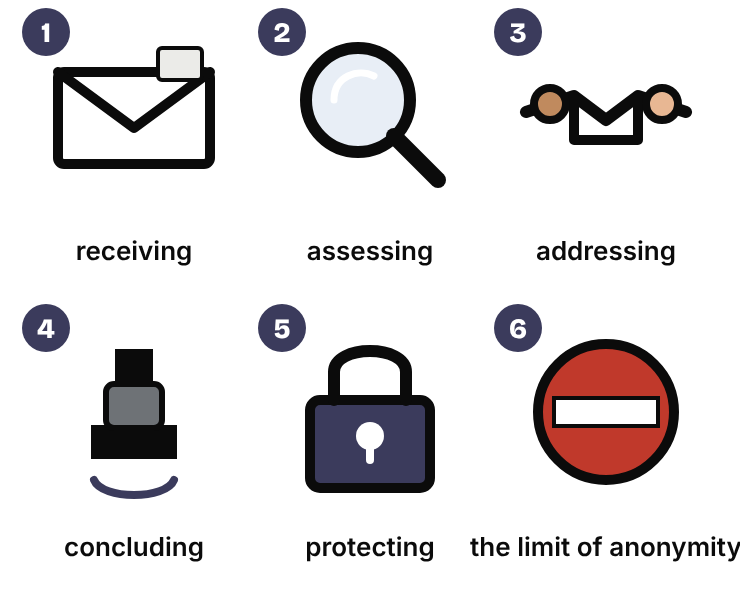 1
2
3
receiving
assessing
addressing
4
5
6
concluding
protecting
the limit of anonymity